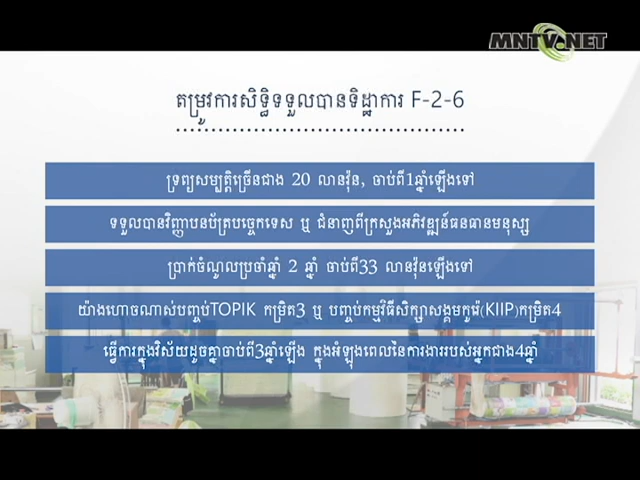 MNTV.NET
តម្រូវការសិទ្ធិទទួលបានទិដ្ឋាការ F-2-6
ទ្រព្យសម្បត្តិច្រើនជាង 20 លានវ៉ុន, ចាប់ពី1ឆ្នាំឡើងទៅ
ទទួលបានវិញ្ញាបនប័ត្របច្ចេកទេស ឬ ជំនាញពីក្រសួងអភិវឌ្ឍន៍ធនធានមនុស្ស
ប្រាក់ចំណូលប្រចាំឆ្នាំ 2 ឆ្នាំ ចាប់ពី33 លានវ៉ុនឡើងទៅ
យ៉ាងហោចណាស់បញ្ចប់TOPIK កម្រិត3 ឬ បញ្ចប់កម្មវិធីសិក្សាសង្គមកូរ៉េ(KIIP)កម្រិត4
ធ្វើការក្នុងវិស័យដូចគ្នាចាប់ពី3ឆ្នាំឡើង ក្នុងអំឡុងពេលនៃការងាររបស់អ្នកជាង4ឆ្នាំ